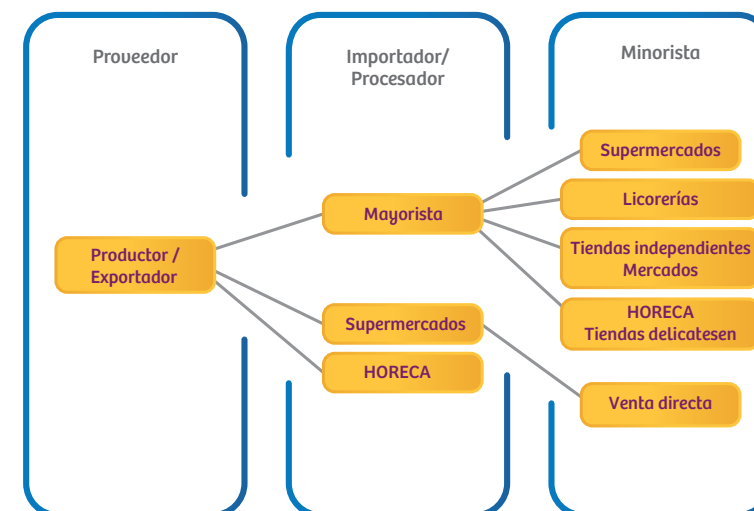 Proveedor
Importador/
Procesador
Minorista
Productor /
Exportador
Mayorista
Supermercados
HORECA
Supermercados
Licorerías
Tiendas independientes
Mercados
HORECA
Tiendas delicatesen
Venta directa